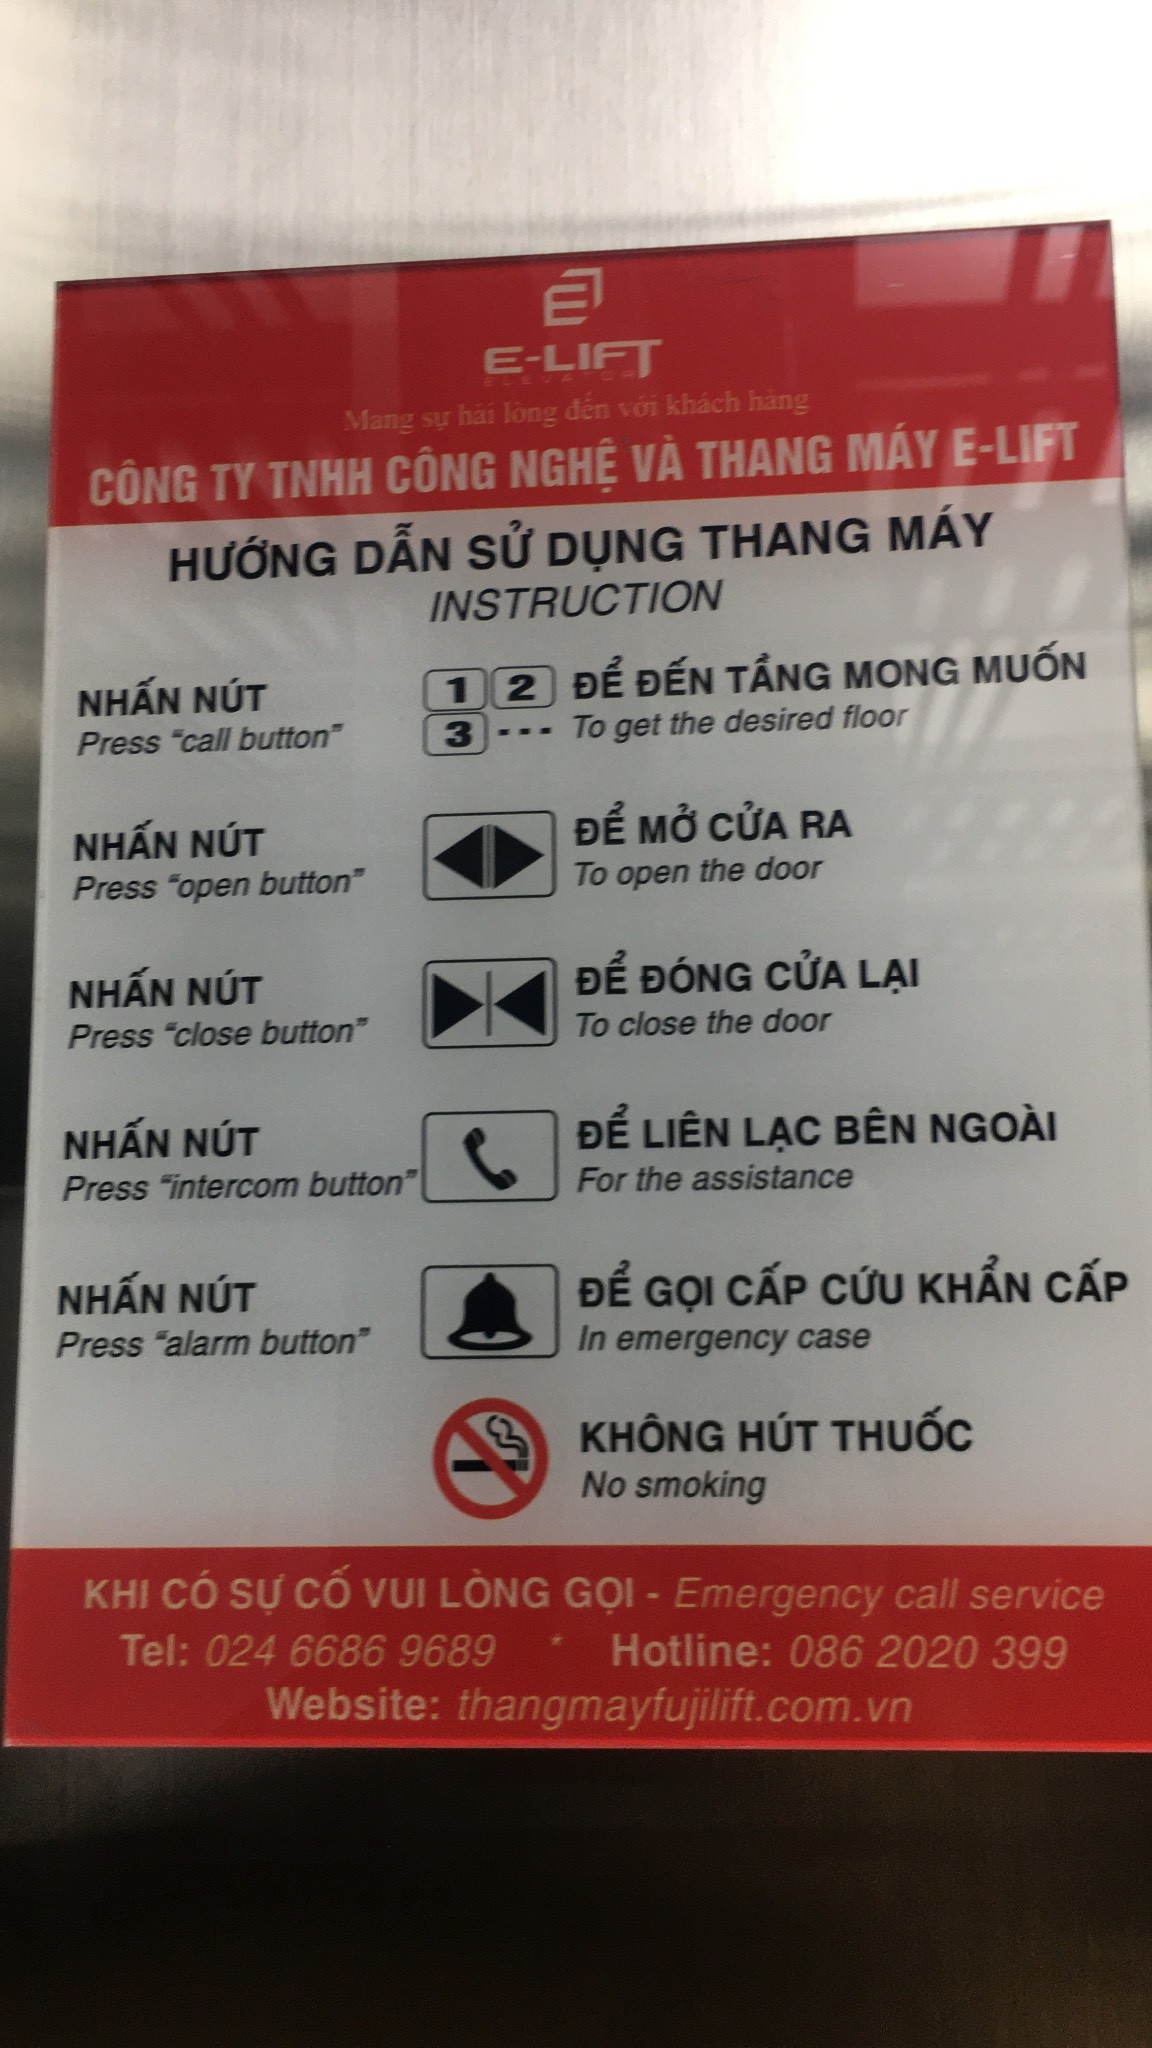 E-LIFT
ELEVATOR
Mang sự hài lòng đến với khách hàng
CÔNG TY TNHH CÔNG NGHỆ VÀ THANG MÁY E-LIFT
HƯỚNG DẪN SỬ DỤNG THANG MÁY
INSTRUCTION
NHẤN NÚT 1 2 ĐỂ ĐẾN TẦNG MONG MUỐN
Press “call button” 3 --- To get the desired floor
NHẤN NÚT ĐỂ MỞ CỬA RA
Press “open button” To open the door
NHẤN NÚT ĐỂ ĐÓNG CỬA LẠI
Press “close button” To close the door
NHẤN NÚT ĐỂ LIÊN LẠC BÊN NGOÀI
Press “intercom button” For the assistance
NHẤN NÚT ĐỂ GỌI CẤP CỨU KHẨN CẤP
Press “alarm button” In emergency case
KHÔNG HÚT THUỐC
No smoking
KHI CÓ SỰ CỐ VUI LÒNG GỌI - Emergency call service
Tel: 024 6686 9689 * Hotline: 086 2020 399
Website: thangmayfujilift.com.vn